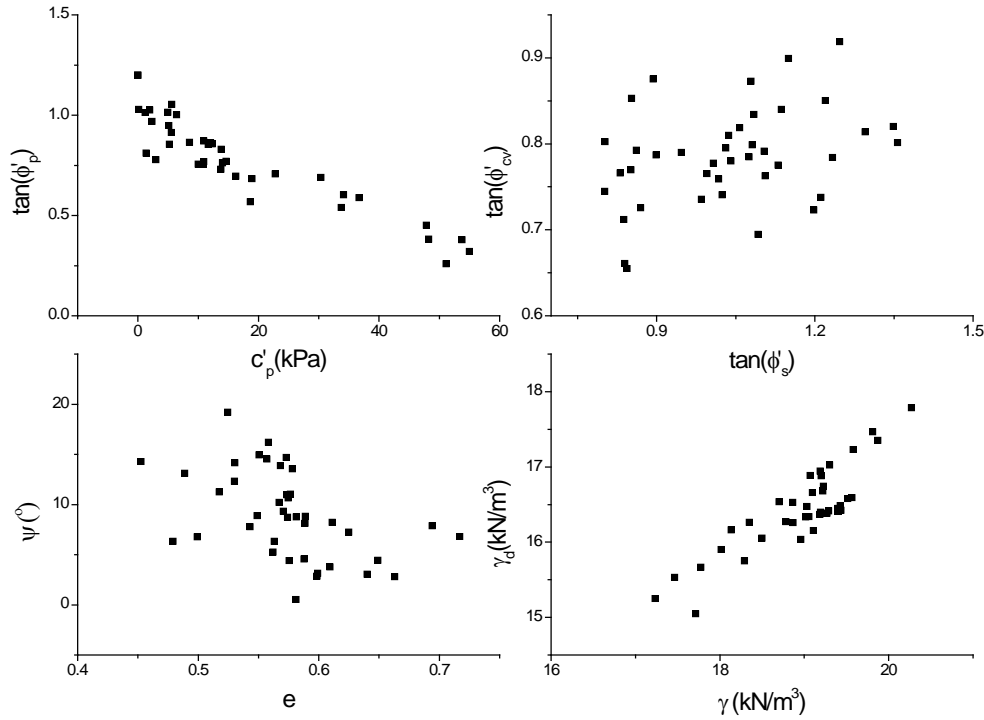 1.5
1.0
0.5
0.0
0 20 40 60
tan(ϕ'p)
c'p(kPa)
0.9
0.8
0.7
0.6
0.9 1.2 1.5
tan(ϕ'cv)
tan(ϕ's)
20
10
0
0.4 0.5 0.6 0.7
ψ (°)
e
18
17
16
15
16 18 20
γd(kN/m³)
γ (kN/m³)